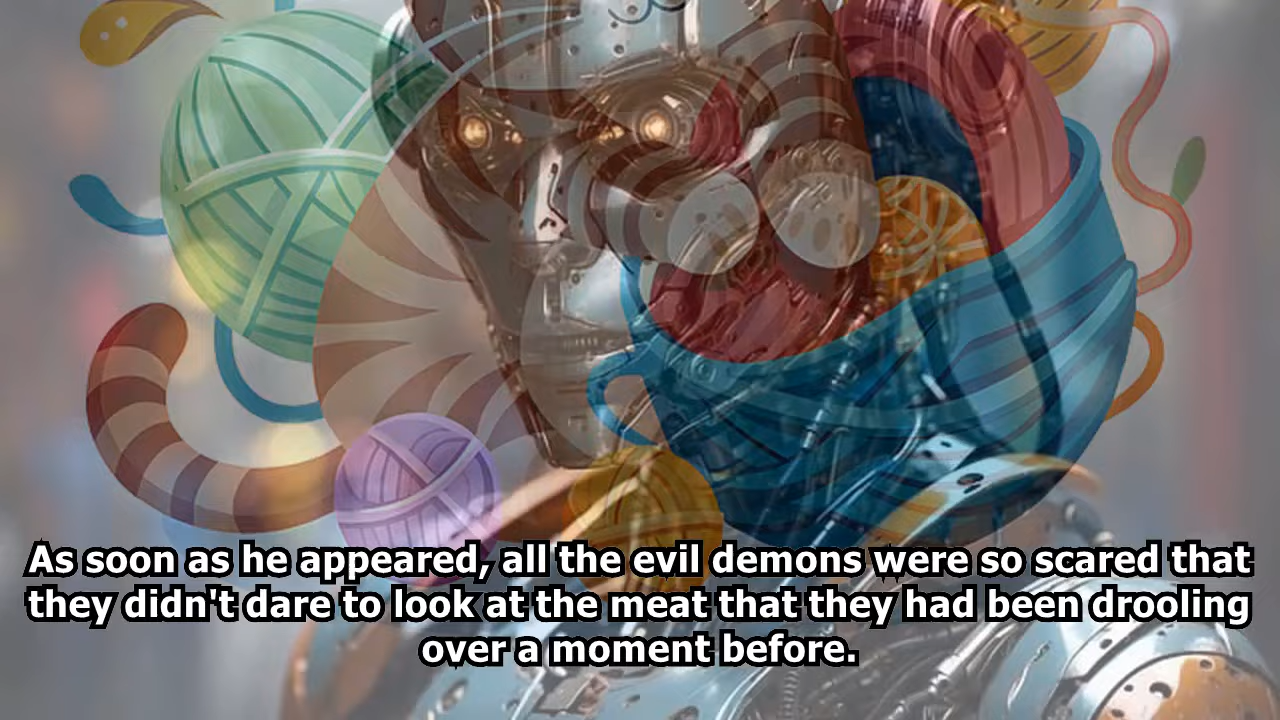 As soon as he appeared, all the evil demons were so scared that
they didn't dare to look at the meat that they had been drooling
over a moment before.